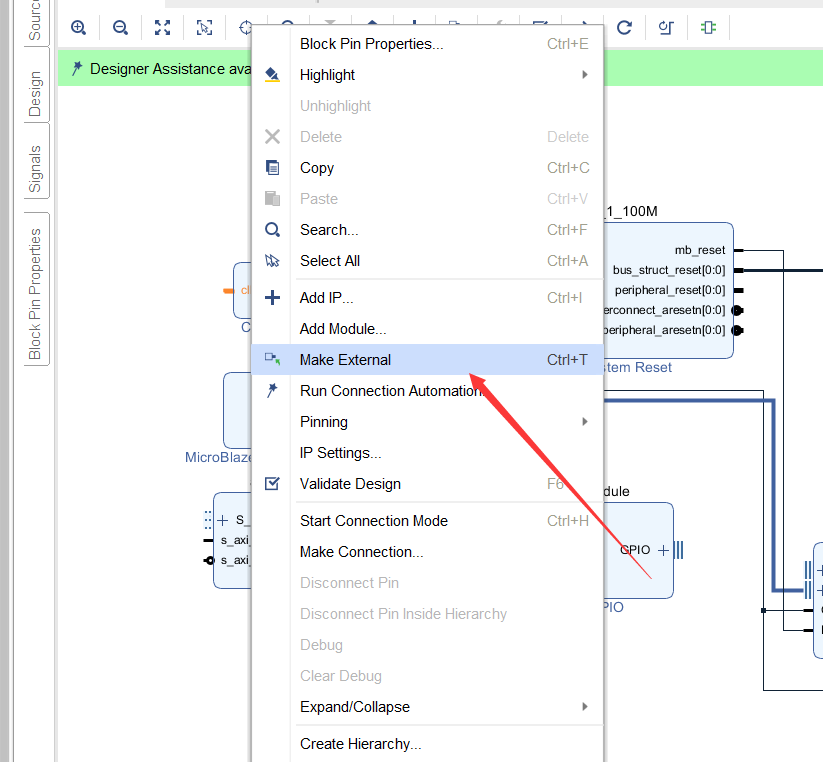 Sourc
Design
Signals
Block Pin Properties
Designer Assistance ava
Block Pin Properties... Ctrl+E
Highlight
Unhighlight
Delete Delete
Copy Ctrl+C
Paste Ctrl+V
Search... Ctrl+F
Select All Ctrl+A
Add IP... Ctrl+I
Add Module...
Make External Ctrl+T
Run Connection Automation...
Pinning
IP Settings...
Validate Design F6
Start Connection Mode Ctrl+H
Make Connection...
Disconnect Pin
Disconnect Pin Inside Hierarchy
Debug
Clear Debug
Expand/Collapse
Create Hierarchy...
_1_100M
mb_reset
bus_struct_reset[0:0]
peripheral_reset[0:0]
erconnect_aresetn[0:0]
peripheral_aresetn[0:0]
stem Reset
cl
C
MicroBlaze
S_
s_axi_
s_axi_
dule
GPIO
PIO